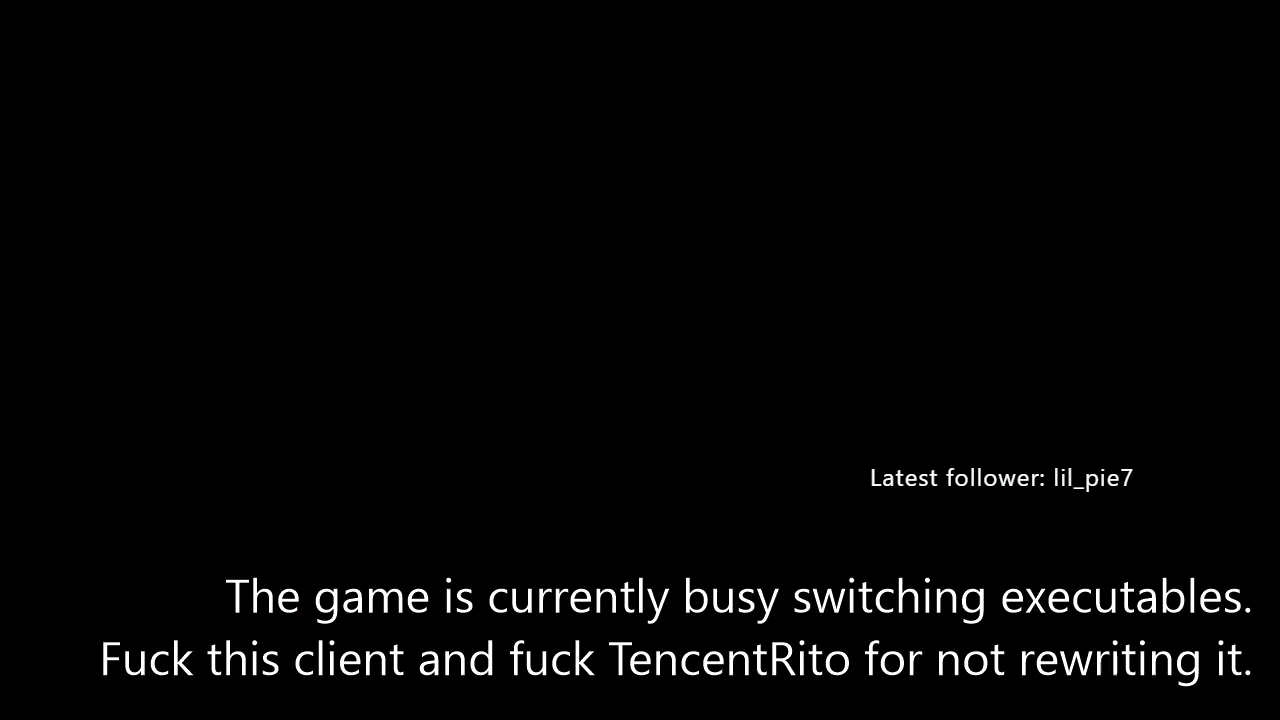 Latest follower: lil_pie7
The game is currently busy switching executables.
Fuck this client and fuck TencentRito for not rewriting it.